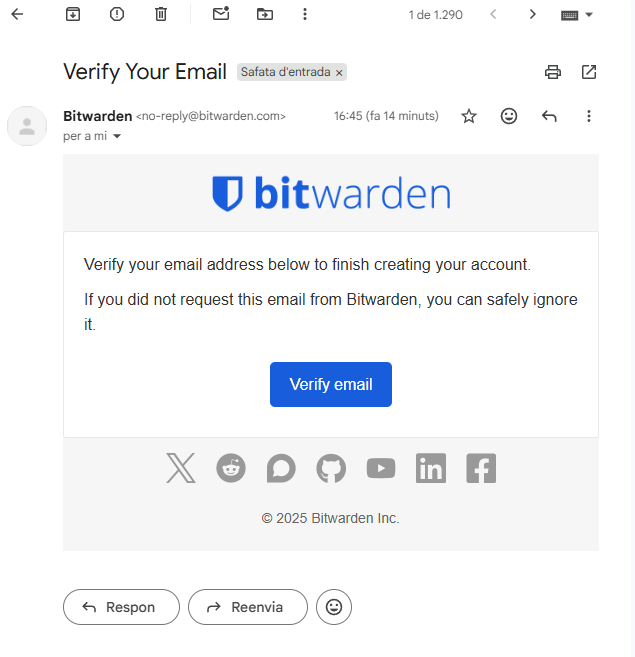 1 de 1.290
Verify Your Email Safata d'entrada ×
Bitwarden <no-reply@bitwarden.com> 16:45 (fa 14 minuts)
per a mi
bitwarden
Verify your email address below to finish creating your account.
If you did not request this email from Bitwarden, you can safely ignore
it.
Verify email
© 2025 Bitwarden Inc.
Respon Reenvia